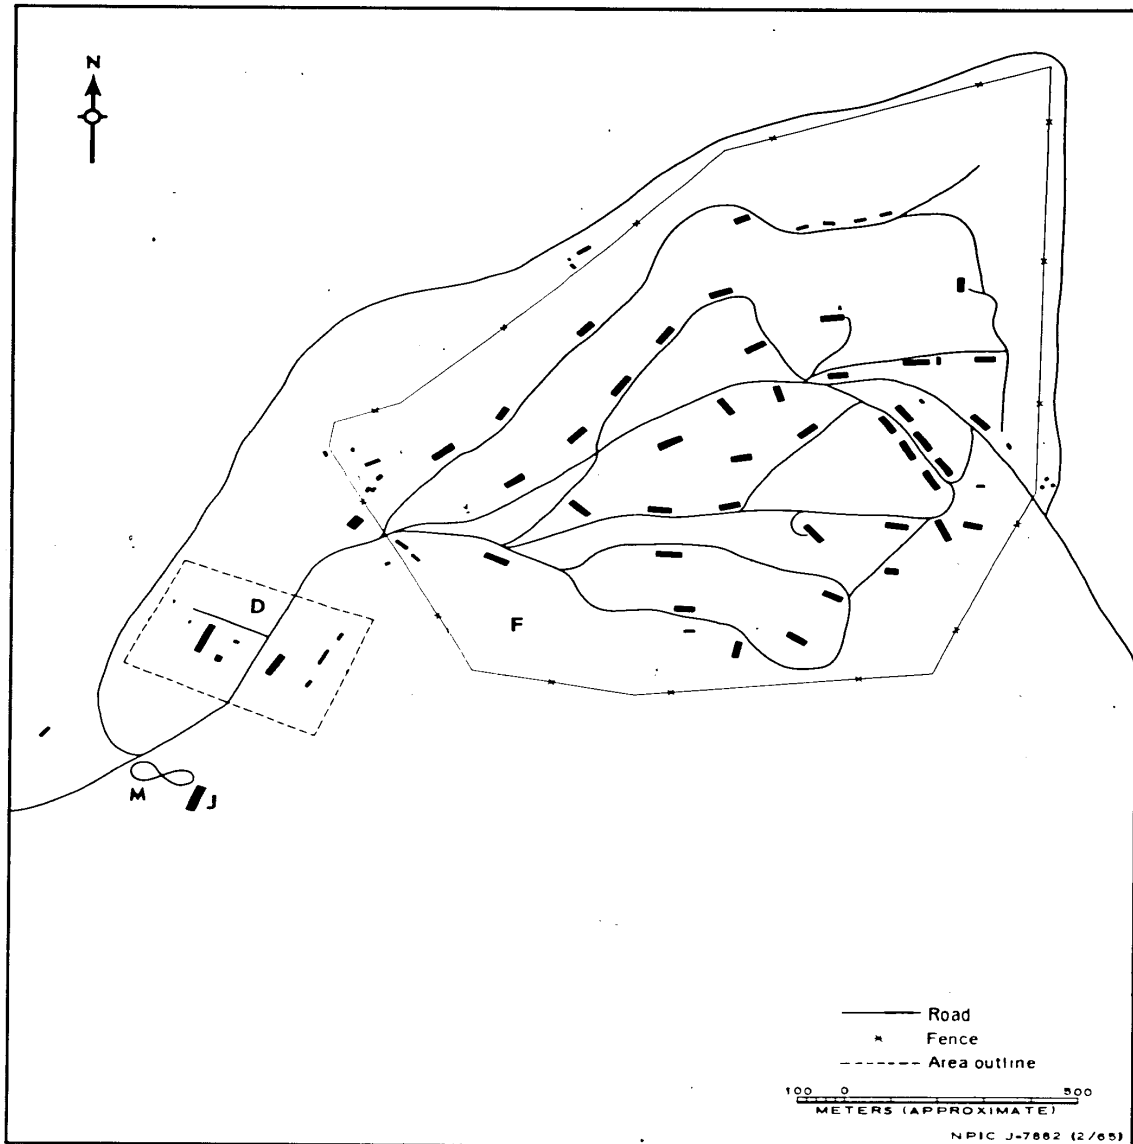 N
D
F
M
J
Road
Fence
Area outline
100 0 500
METERS (APPROXIMATE)
NPIC J-7882 (2/65)